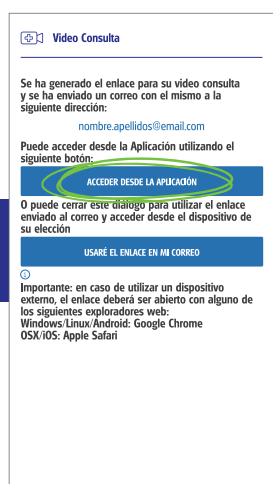 Video Consulta
Se ha generado el enlace para su video consulta
y se ha enviado un correo con el mismo a la
siguiente dirección:
nombre.apellidos@email.com
Puede acceder desde la Aplicación utilizando el
siguiente botón:
ACCEDER DESDE LA APLICACIÓN
O puede cerrar este diálogo para utilizar el enlace
enviado al correo y acceder desde el dispositivo de
su elección
USARÉ EL ENLACE EN MI CORREO
Importante: en caso de utilizar un dispositivo
externo, el enlace deberá ser abierto con alguno de
los siguientes exploradores web:
Windows/Linux/Android: Google Chrome
OSX/iOS: Apple Safari